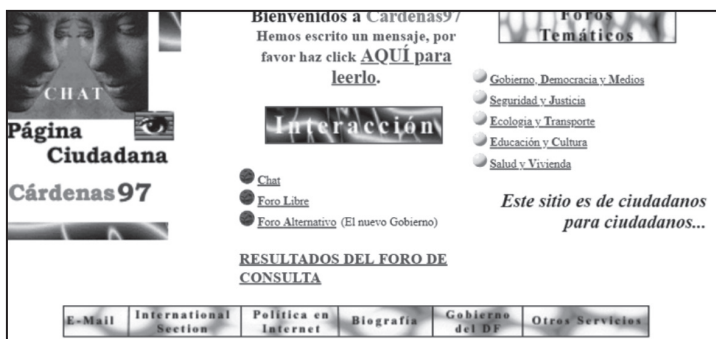 CHAT
Página
Ciudadana
Cárdenas97
Bienvenidos a Cárdenas97
Hemos escrito un mensaje, por
favor haz click AQUÍ para
leerlo.
Interacción
Chat
Foro Libre
Foro Alternativo (El nuevo Gobierno)
RESULTADOS DEL FORO DE
CONSULTA
Foros
Temáticos
Gobierno, Democracia y Medios
Seguridad y Justicia
Ecologia y Transporte
Educación y Cultura
Salud y Vivienda
Este sitio es de ciudadanos
para ciudadanos...
E-Mail
International
Section
Política en
Internet
Biografía
Gobierno
del DF
Otros Servicios